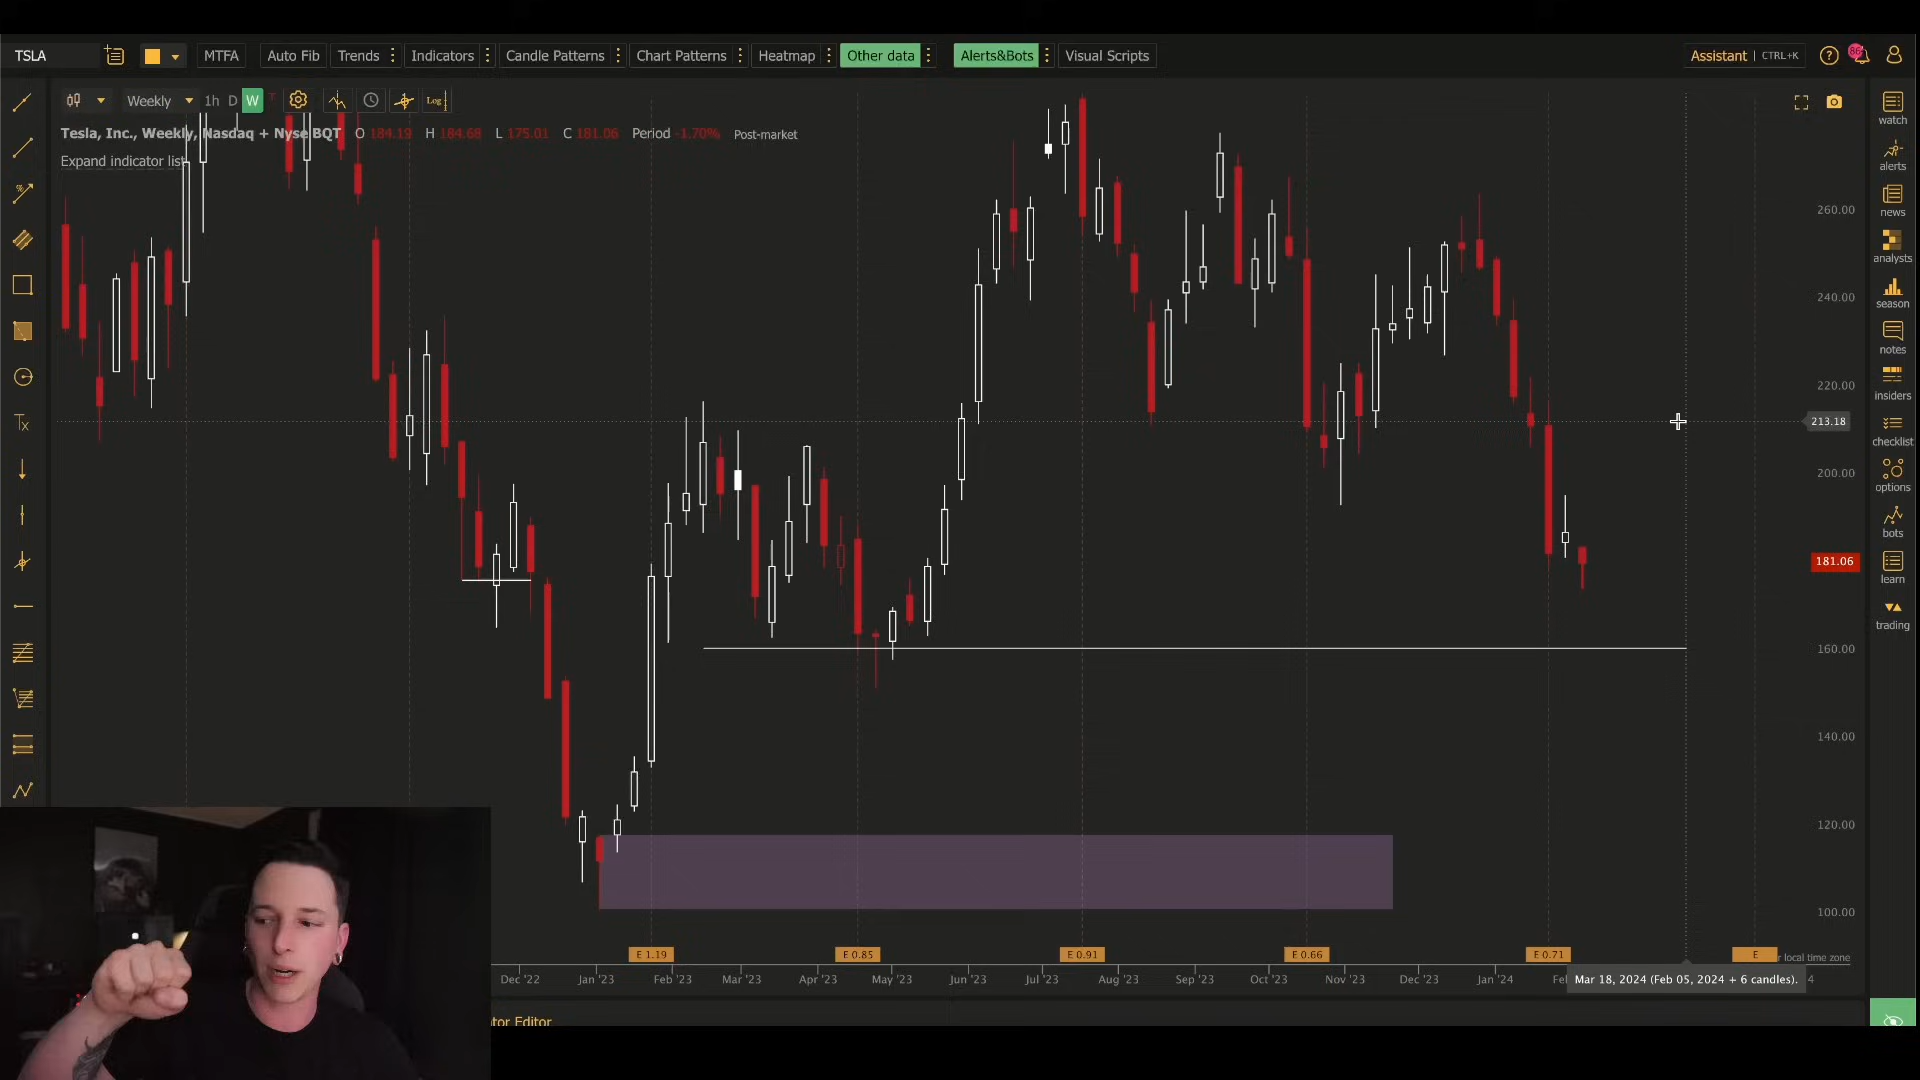 TSLA
MTFA
Auto Fib
Trends
Indicators
Candle Patterns
Chart Patterns
Heatmap
Other data
Alerts&Bots
Visual Scripts
Assistant | CTRL+K
86
Weekly
1h
D
W
Log
Tesla, Inc., Weekly, Nasdaq + Nyse BQT O 184.19 H 184.68 L 175.01 C 181.06 Period -1.70% Post-market
Expand indicator list
260.00
240.00
220.00
213.18
200.00
181.06
160.00
140.00
120.00
100.00
watch
alerts
news
analysts
season
notes
insiders
checklist
options
bots
learn
trading
Tx
E 1.19
E 0.85
E 0.91
E 0.66
E 0.71
E
r local time zone
Dec '22
Jan '23
Feb '23
Mar '23
Apr '23
May '23
Jun '23
Jul '23
Aug '23
Sep '23
Oct '23
Nov '23
Dec '23
Jan '24
Fe
Mar 18, 2024 (Feb 05, 2024 + 6 candles).
4
tor Editor